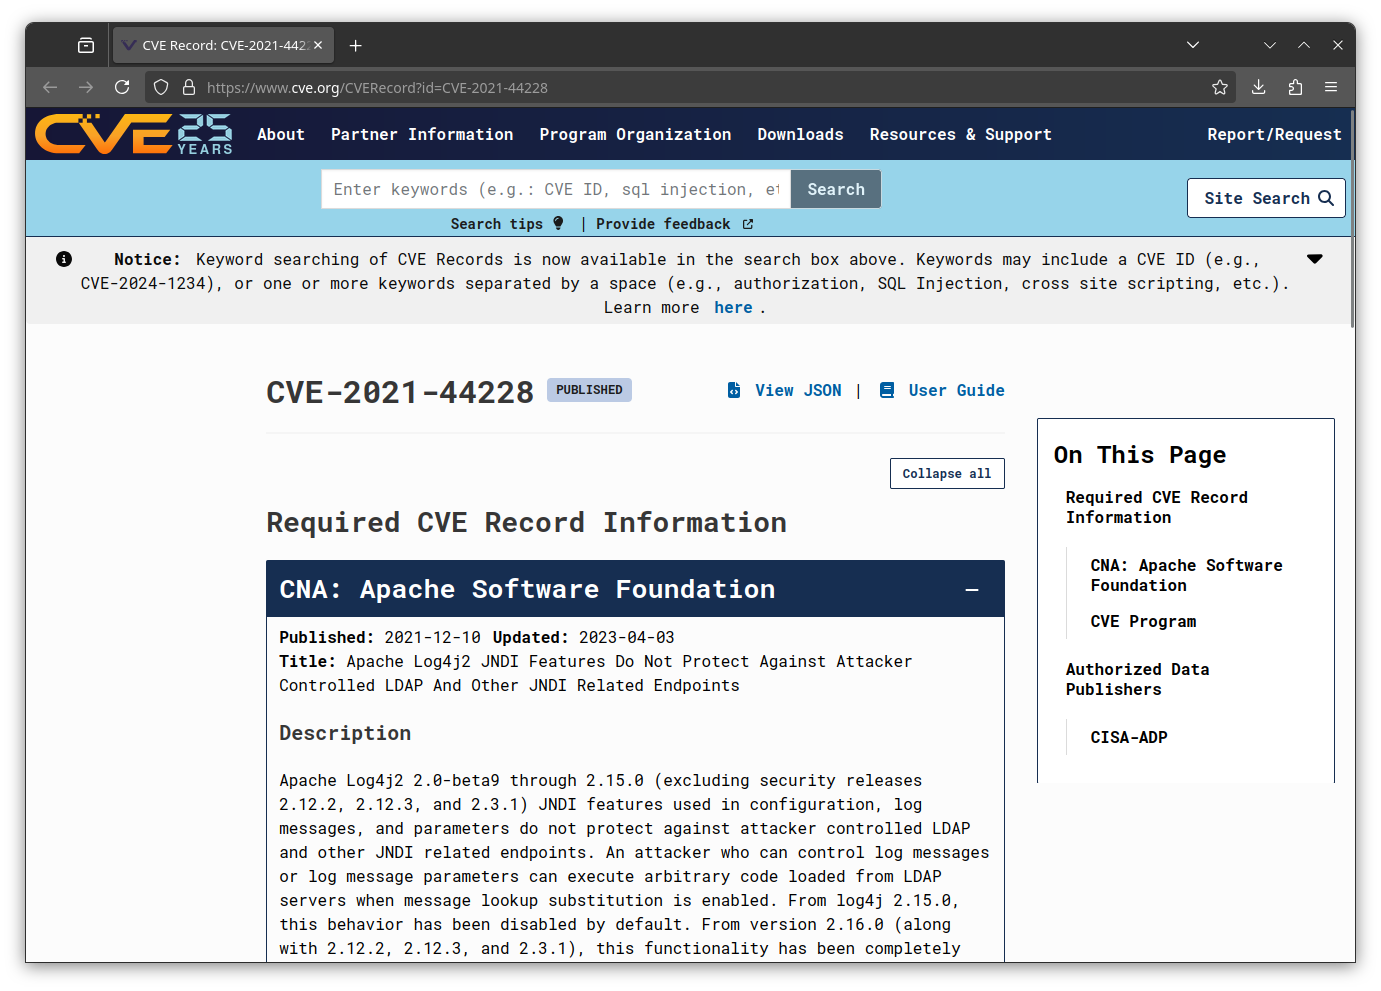 CVE Record: CVE-2021-442
https://www.cve.org/CVERecord?id=CVE-2021-44228
CVE 25 YEARS
About Partner Information Program Organization Downloads Resources & Support Report/Request
Enter keywords (e.g.: CVE ID, sql injection, et
Search
Site Search
Search tips | Provide feedback
Notice: Keyword searching of CVE Records is now available in the search box above. Keywords may include a CVE ID (e.g.,
CVE-2024-1234), or one or more keywords separated by a space (e.g., authorization, SQL Injection, cross site scripting, etc.).
Learn more here .
CVE-2021-44228 PUBLISHED View JSON | User Guide
Collapse all
Required CVE Record Information
CNA: Apache Software Foundation
Published: 2021-12-10 Updated: 2023-04-03
Title: Apache Log4j2 JNDI Features Do Not Protect Against Attacker
Controlled LDAP And Other JNDI Related Endpoints
Description
Apache Log4j2 2.0-beta9 through 2.15.0 (excluding security releases
2.12.2, 2.12.3, and 2.3.1) JNDI features used in configuration, log
messages, and parameters do not protect against attacker controlled LDAP
and other JNDI related endpoints. An attacker who can control log messages
or log message parameters can execute arbitrary code loaded from LDAP
servers when message lookup substitution is enabled. From log4j 2.15.0,
this behavior has been disabled by default. From version 2.16.0 (along
with 2.12.2, 2.12.3, and 2.3.1), this functionality has been completely
On This Page
Required CVE Record
Information
CNA: Apache Software
Foundation
CVE Program
Authorized Data
Publishers
CISA-ADP